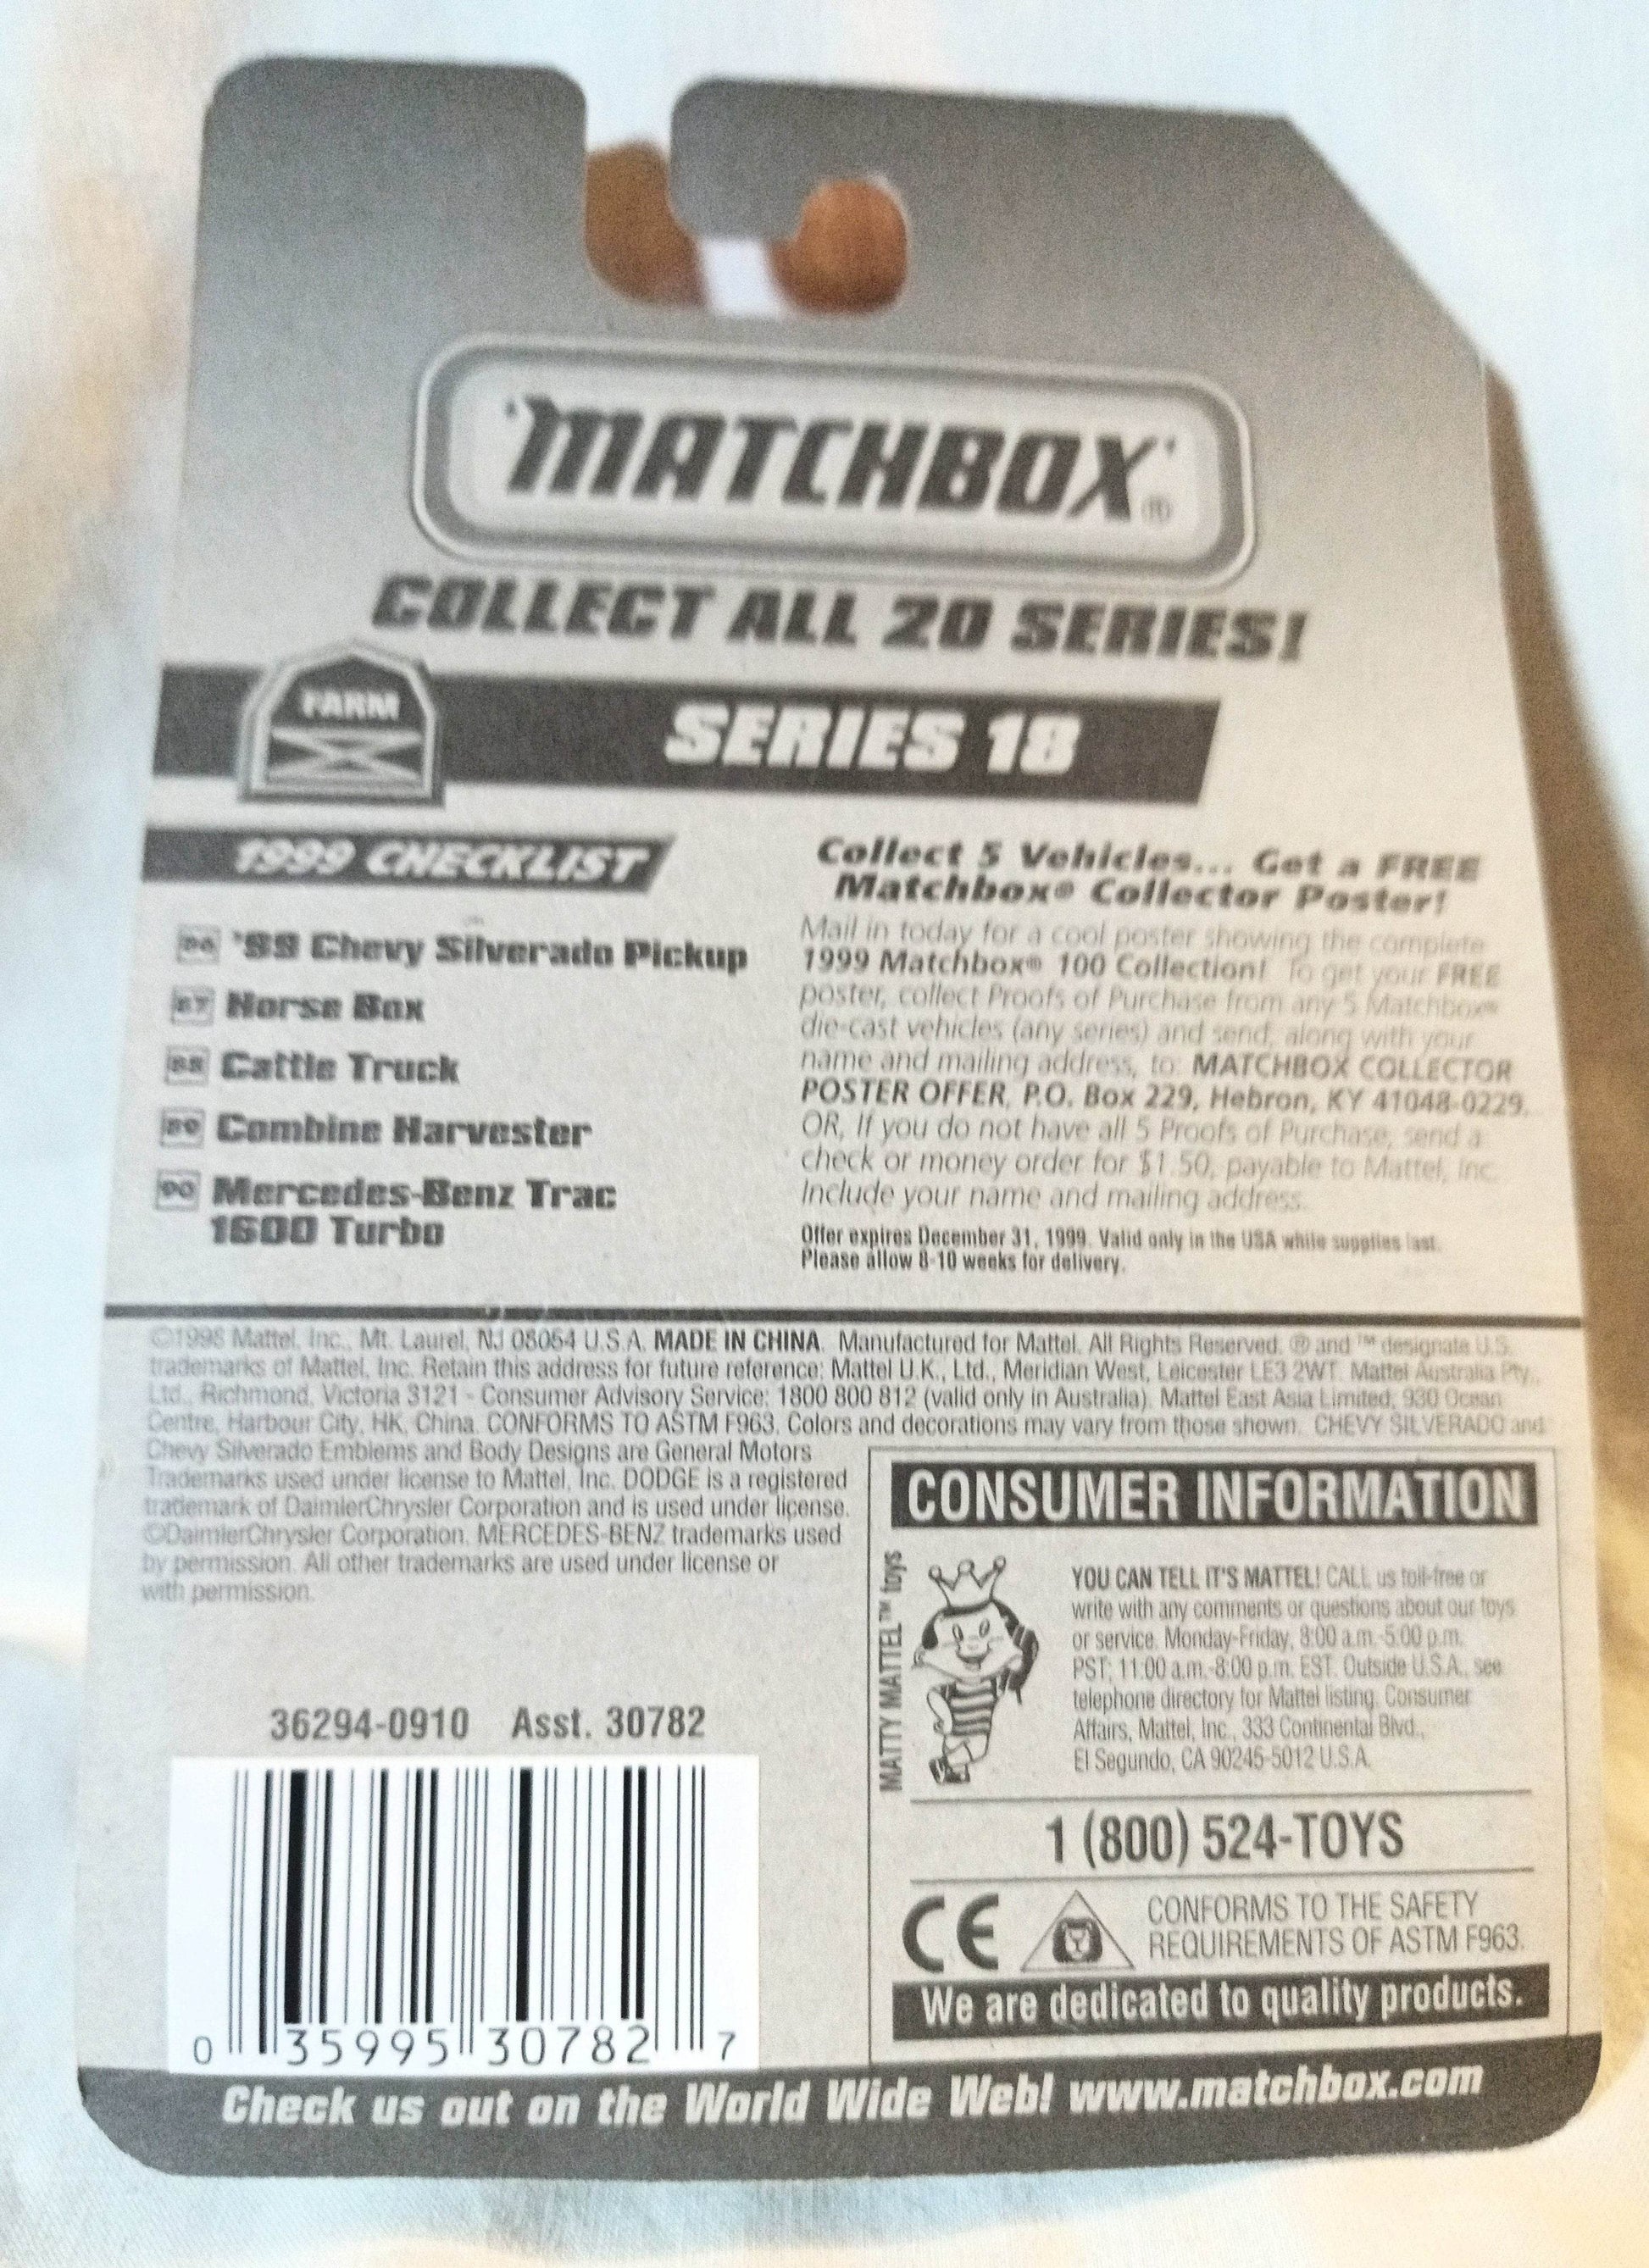 MATCHBOX®
COLLECT ALL 20 SERIES!
FARM
SERIES 18
1999 CHECKLIST
86 '99 Chevy Silverado Pickup
87 Horse Box
88 Cattle Truck
89 Combine Harvester
90 Mercedes-Benz Trac
1600 Turbo
Collect 5 Vehicles... Get a FREE
Matchbox® Collector Poster!
Mail in today for a cool poster showing the complete
1999 Matchbox® 100 Collection! To get your FREE
poster, collect Proofs of Purchase from any 5 Matchbox®
die-cast vehicles (any series) and send, along with your
name and mailing address, to: MATCHBOX COLLECTOR
POSTER OFFER, P.O. Box 229, Hebron, KY 41048-0229.
OR, If you do not have all 5 Proofs of Purchase, send a
check or money order for $1.50, payable to Mattel, Inc.
Include your name and mailing address.
Offer expires December 31, 1999. Valid only in the USA while supplies last.
Please allow 8-10 weeks for delivery.
©1998 Mattel, Inc., Mt. Laurel, NJ 08054 U.S.A. MADE IN CHINA. Manufactured for Mattel. All Rights Reserved. ® and ™ designate U.S.
trademarks of Mattel, Inc. Retain this address for future reference: Mattel U.K., Ltd., Meridian West, Leicester LE3 2WT. Mattel Australia Pty.,
Ltd., Richmond, Victoria 3121 - Consumer Advisory Service: 1800 800 812 (valid only in Australia). Mattel East Asia Limited, 930 Ocean
Centre, Harbour City, HK, China. CONFORMS TO ASTM F963. Colors and decorations may vary from those shown. CHEVY SILVERADO and
Chevy Silverado Emblems and Body Designs are General Motors
Trademarks used under license to Mattel, Inc. DODGE is a registered
trademark of DaimlerChrysler Corporation and is used under license.
©DaimlerChrysler Corporation. MERCEDES-BENZ trademarks used
by permission. All other trademarks are used under license or
with permission.
36294-0910 Asst. 30782
0 35995 30782 7
CONSUMER INFORMATION
MATTY MATTEL™ toys
YOU CAN TELL IT'S MATTEL! CALL us toll-free or
write with any comments or questions about our toys
or service. Monday-Friday, 8:00 a.m.-5:00 p.m.
PST; 11:00 a.m.-8:00 p.m. EST. Outside U.S.A., see
telephone directory for Mattel listing. Consumer
Affairs, Mattel, Inc., 333 Continental Blvd.,
El Segundo, CA 90245-5012 U.S.A.
1 (800) 524-TOYS
CE
CONFORMS TO THE SAFETY
REQUIREMENTS OF ASTM F963.
We are dedicated to quality products.
Check us out on the World Wide Web! www.matchbox.com